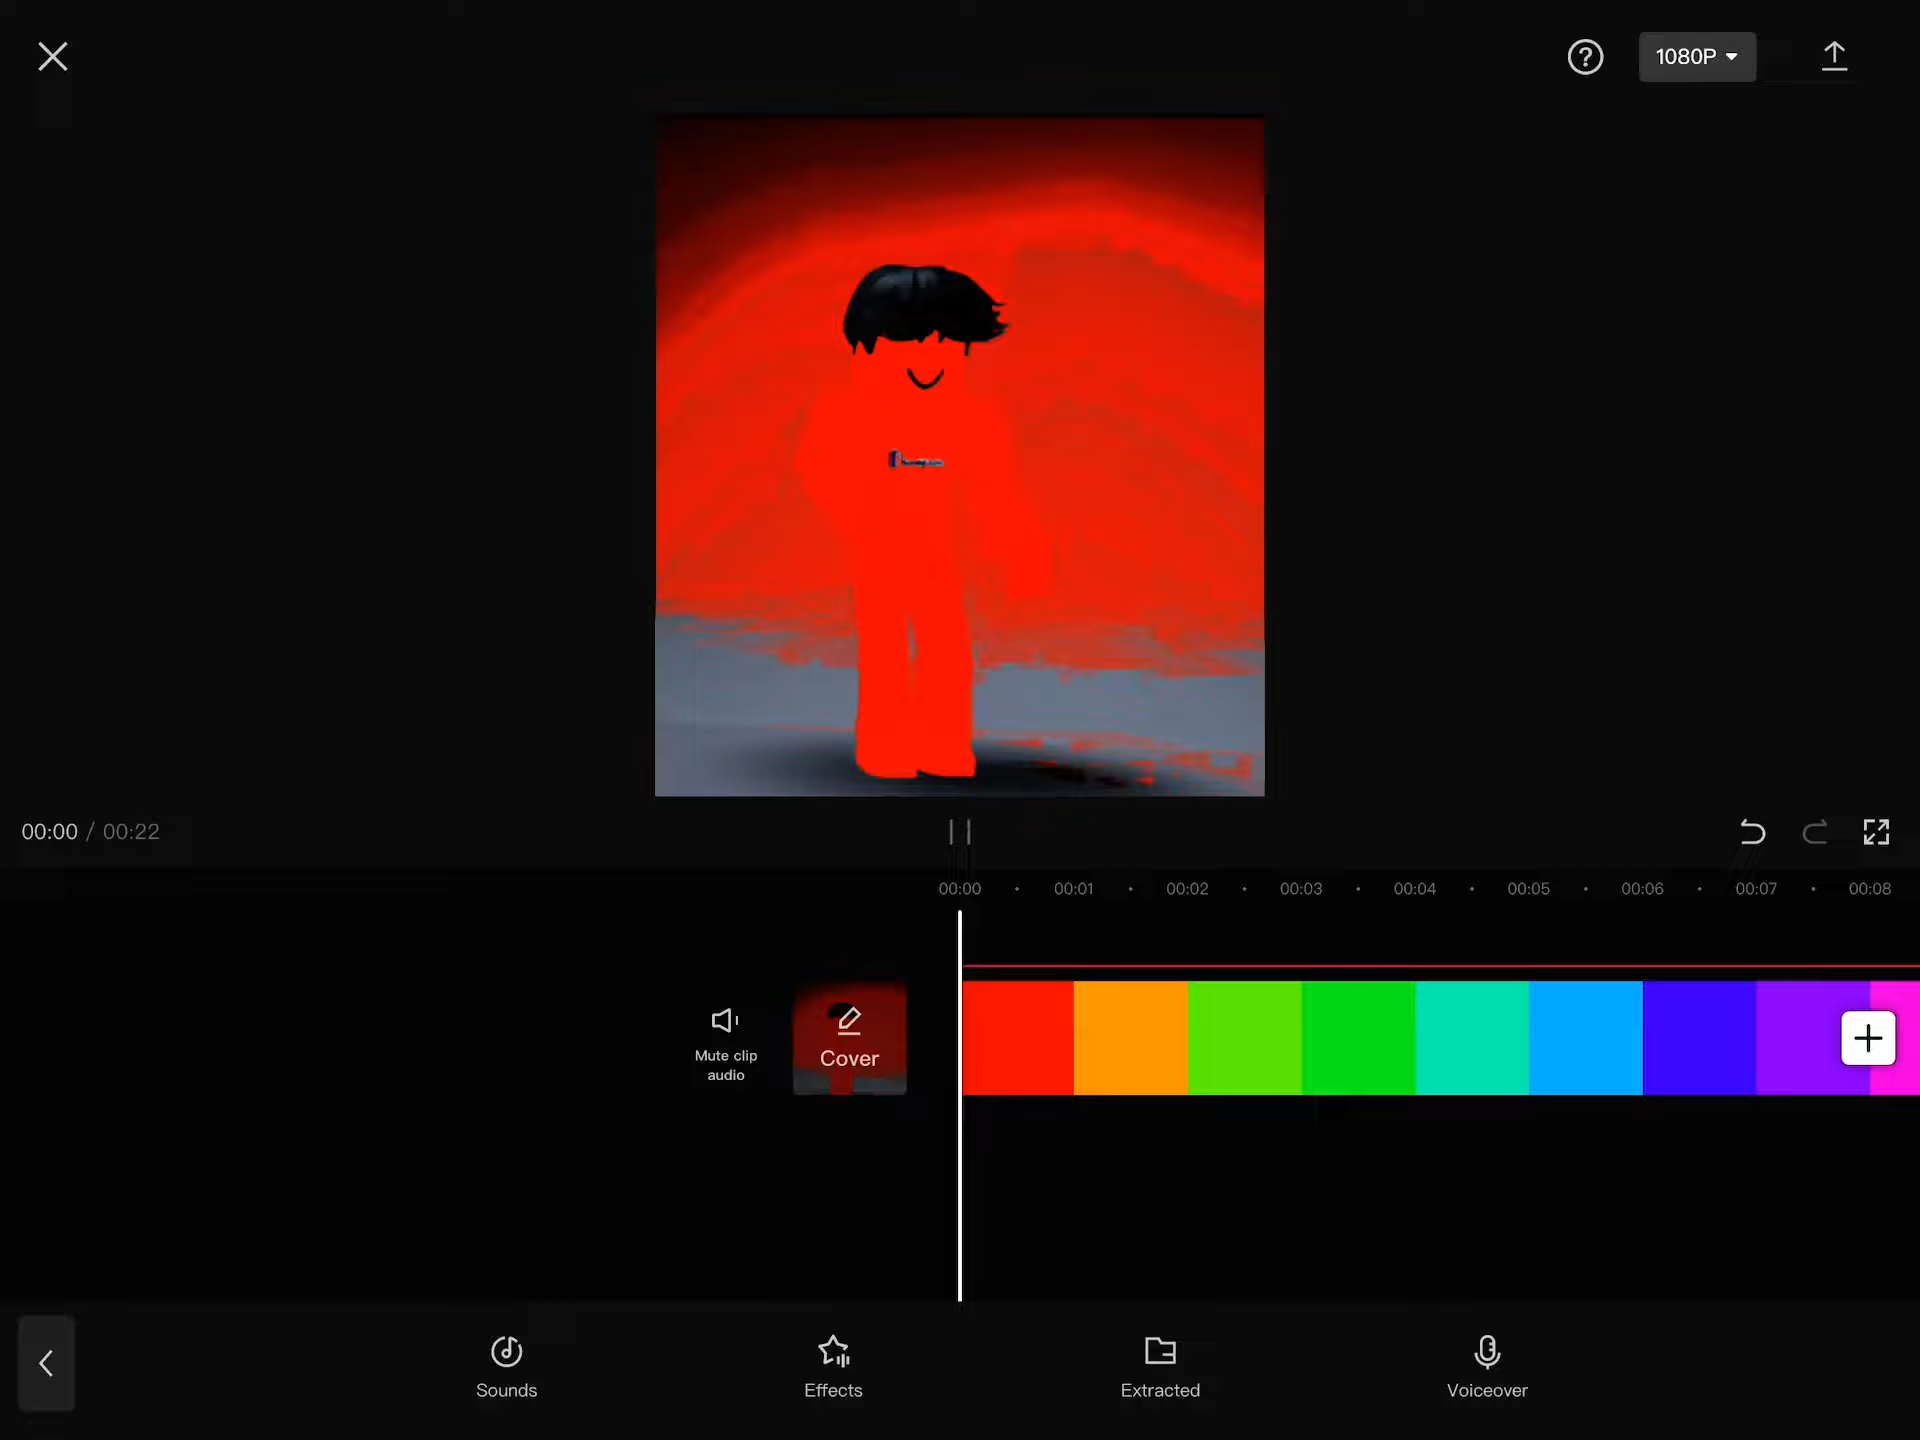 1080P
00:00 / 00:22
00:00 00:01 00:02 00:03 00:04 00:05 00:06 00:07 00:08
Mute clip
audio
Cover
Sounds Effects Extracted Voiceover